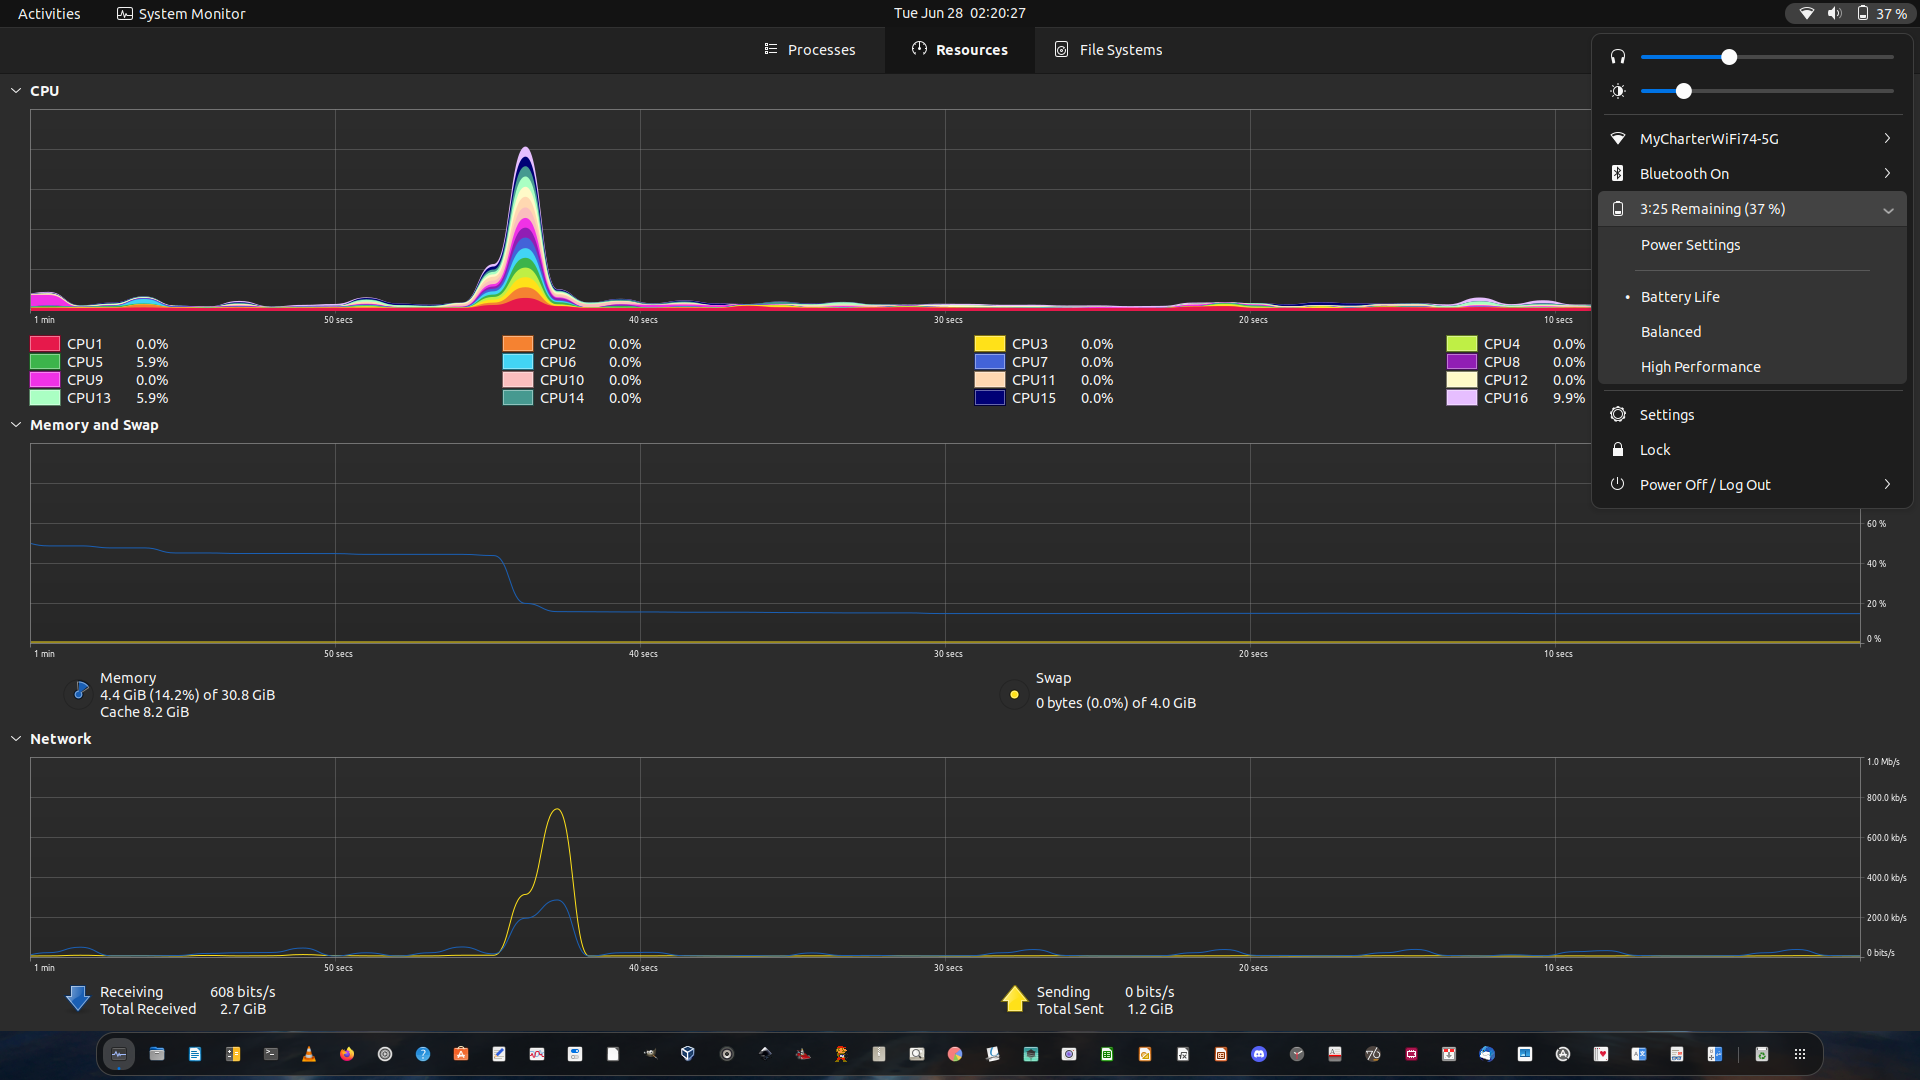 Activities
System Monitor
Tue Jun 28 02:20:27
37 %
Processes
Resources
File Systems
CPU
1 min 50 secs 40 secs 30 secs 20 secs 10 secs
CPU1 0.0% CPU2 0.0% CPU3 0.0% CPU4 0.0%
CPU5 5.9% CPU6 0.0% CPU7 0.0% CPU8 0.0%
CPU9 0.0% CPU10 0.0% CPU11 0.0% CPU12 0.0%
CPU13 5.9% CPU14 0.0% CPU15 0.0% CPU16 9.9%
MyCharterWiFi74-5G
Bluetooth On
3:25 Remaining (37 %)
Power Settings
Battery Life
Balanced
High Performance
Settings
Lock
Power Off / Log Out
Memory and Swap
60 %
40 %
20 %
0 %
1 min 50 secs 40 secs 30 secs 20 secs 10 secs
Memory
4.4 GiB (14.2%) of 30.8 GiB
Cache 8.2 GiB
Swap
0 bytes (0.0%) of 4.0 GiB
Network
1.0 Mb/s
800.0 kb/s
600.0 kb/s
400.0 kb/s
200.0 kb/s
0 bits/s
1 min 50 secs 40 secs 30 secs 20 secs 10 secs
Receiving 608 bits/s
Total Received 2.7 GiB
Sending 0 bits/s
Total Sent 1.2 GiB